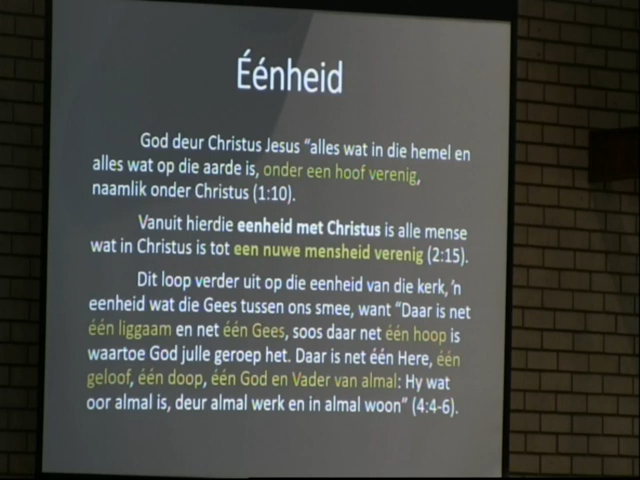 Éénheid
God deur Christus Jesus “alles wat in die hemel en
alles wat op die aarde is, onder een hoof verenig,
naamlik onder Christus (1:10).
Vanuit hierdie eenheid met Christus is alle mense
wat in Christus is tot een nuwe mensheid verenig (2:15).
Dit loop verder uit op die eenheid van die kerk, ’n
eenheid wat die Gees tussen ons smee, want “Daar is net
één liggaam en net één Gees, soos daar net één hoop is
waartoe God julle geroep het. Daar is net één Here, één
geloof, één doop, één God en Vader van almal: Hy wat
oor almal is, deur almal werk en in almal woon” (4:4-6).